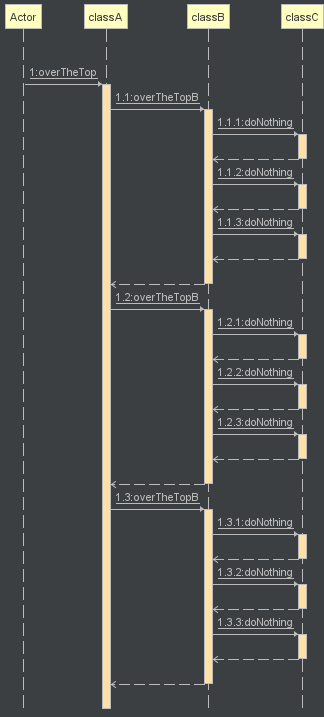 Actor classA classB classC
1:overTheTop
1.1:overTheTopB
1.1.1:doNothing
1.1.2:doNothing
1.1.3:doNothing
1.2:overTheTopB
1.2.1:doNothing
1.2.2:doNothing
1.2.3:doNothing
1.3:overTheTopB
1.3.1:doNothing
1.3.2:doNothing
1.3.3:doNothing